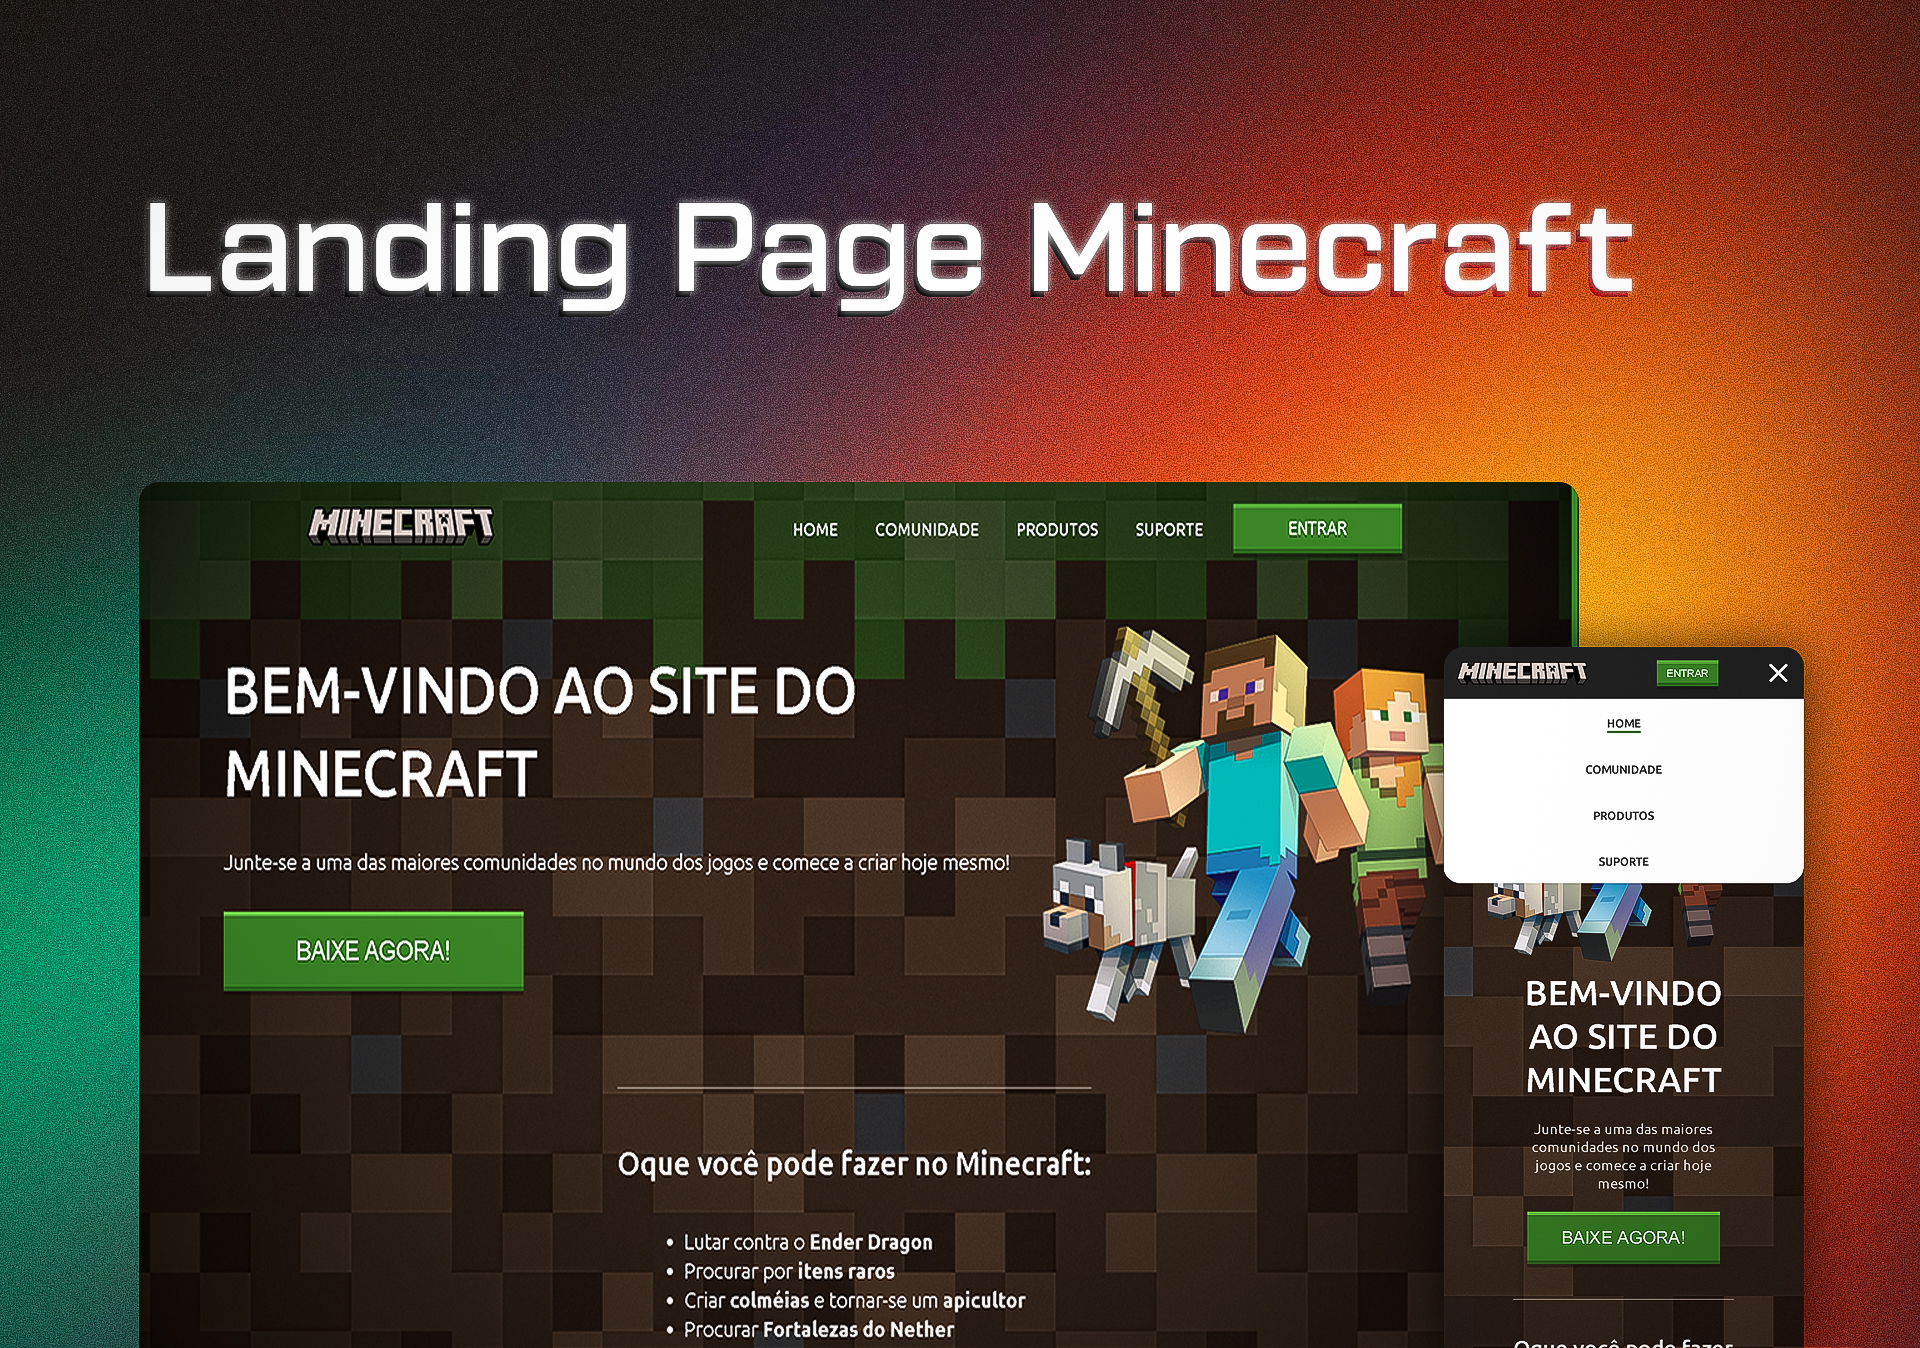 Landing Page Minecraft
MINECRAFT
HOME
COMUNIDADE
PRODUTOS
SUPORTE
ENTRAR
BEM-VINDO AO SITE DO
MINECRAFT
Junte-se a uma das maiores comunidades no mundo dos jogos e comece a criar hoje mesmo!
BAIXE AGORA!
Oque você pode fazer no Minecraft:
• Lutar contra o Ender Dragon
• Procurar por itens raros
• Criar colméias e tornar-se um apicultor
• Procurar Fortalezas do Nether
MINECRAFT
ENTRAR
HOME
COMUNIDADE
PRODUTOS
SUPORTE
BEM-VINDO
AO SITE DO
MINECRAFT
Junte-se a uma das maiores
comunidades no mundo dos
jogos e comece a criar hoje
mesmo!
BAIXE AGORA!
Oque você pode fazer